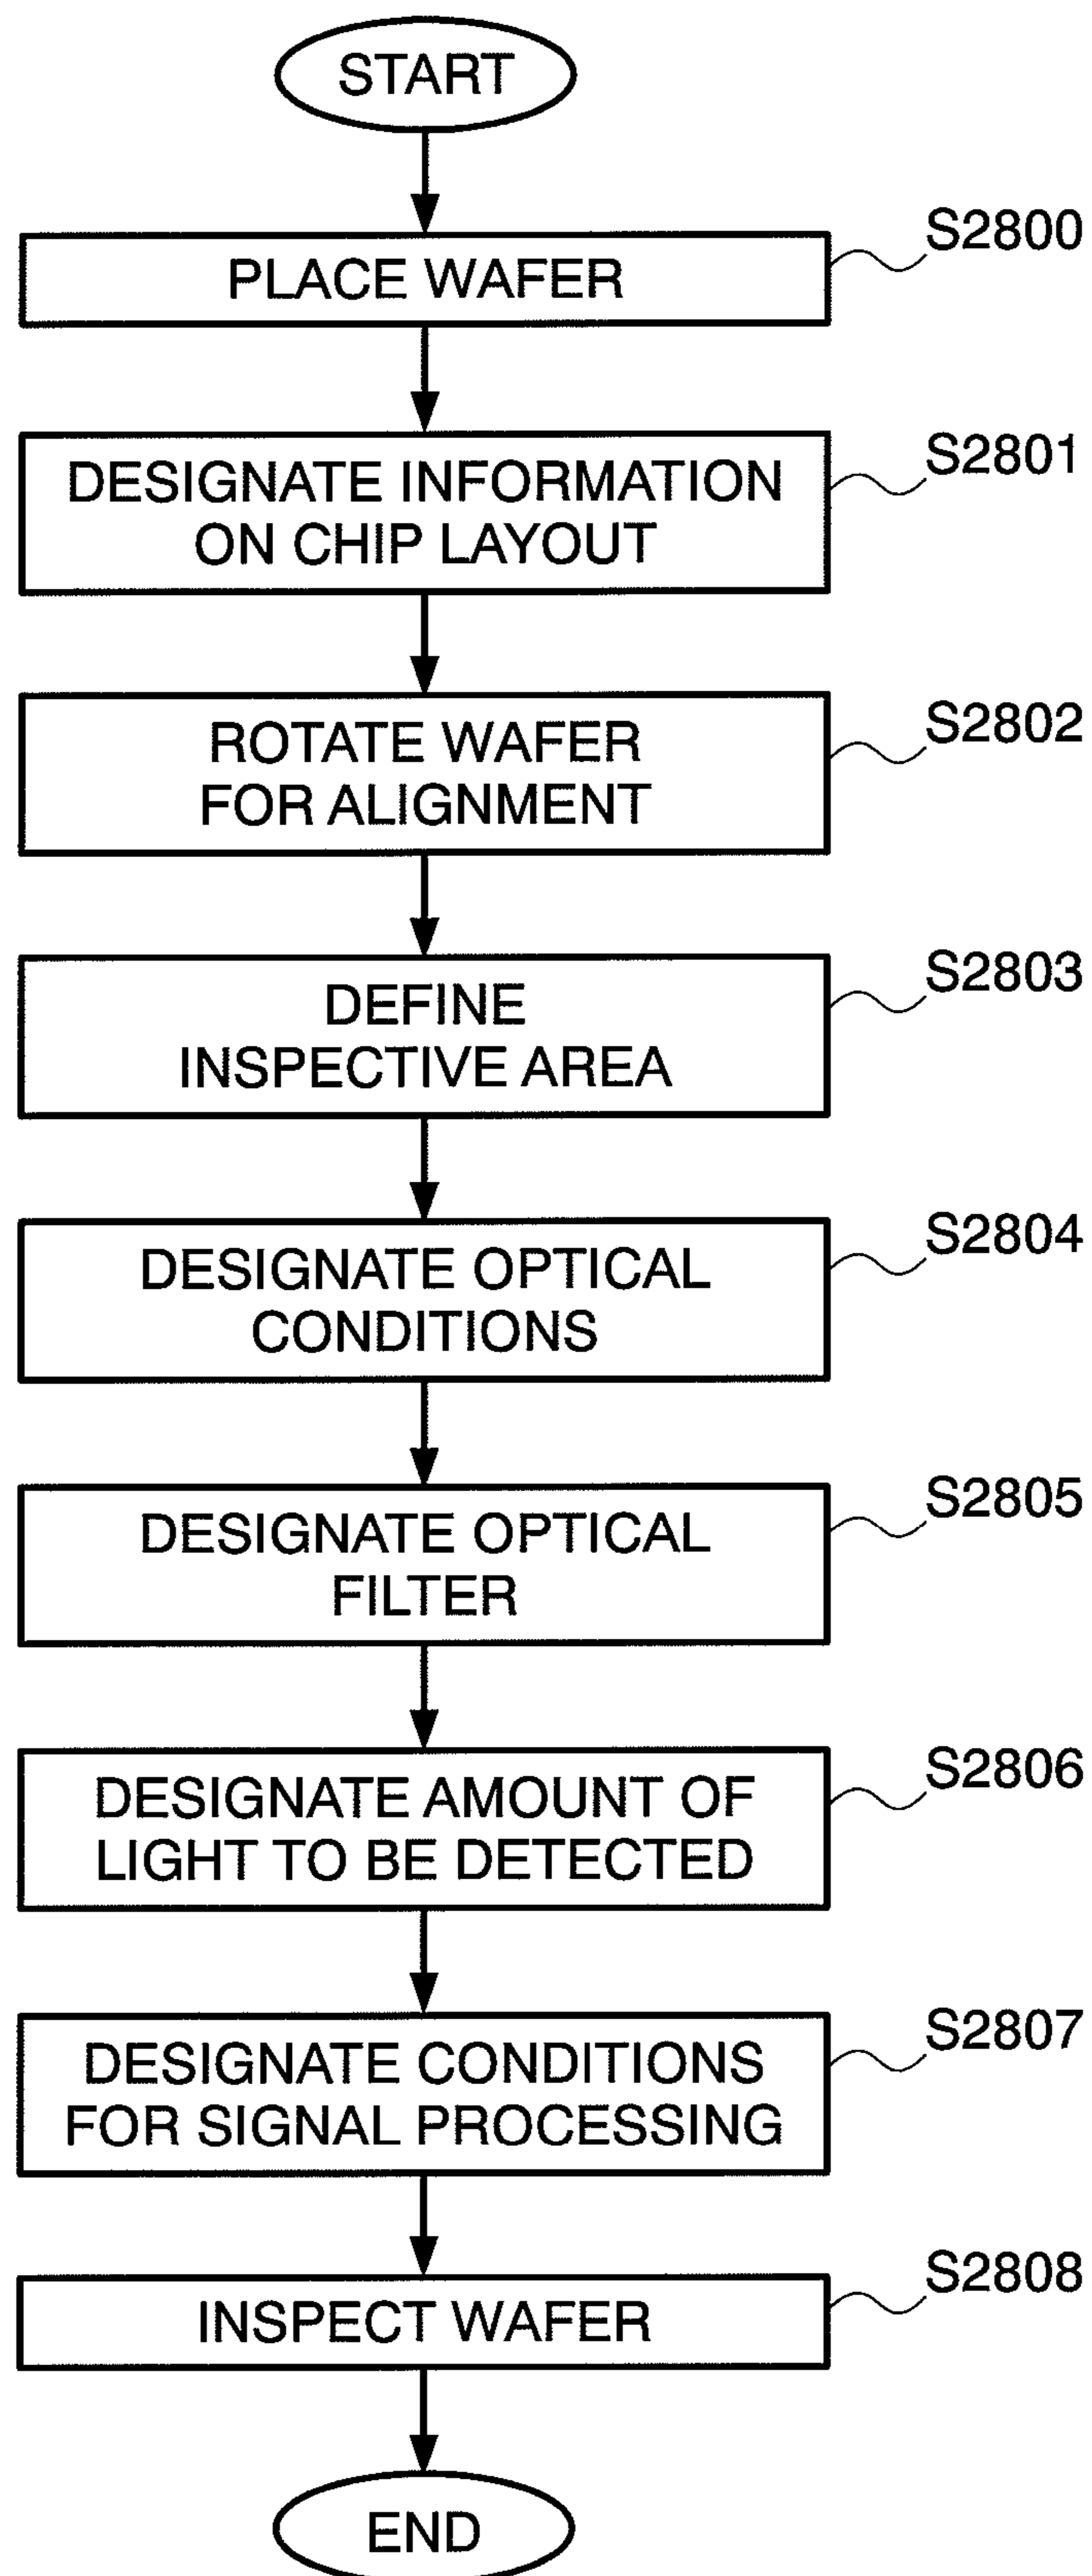 START
S2800
PLACE WAFER
S2801
DESIGNATE INFORMATION
ON CHIP LAYOUT
S2802
ROTATE WAFER
FOR ALIGNMENT
S2803
DEFINE
INSPECTIVE AREA
S2804
DESIGNATE OPTICAL
CONDITIONS
S2805
DESIGNATE OPTICAL
FILTER
S2806
DESIGNATE AMOUNT OF
LIGHT TO BE DETECTED
S2807
DESIGNATE CONDITIONS
FOR SIGNAL PROCESSING
S2808
INSPECT WAFER
END